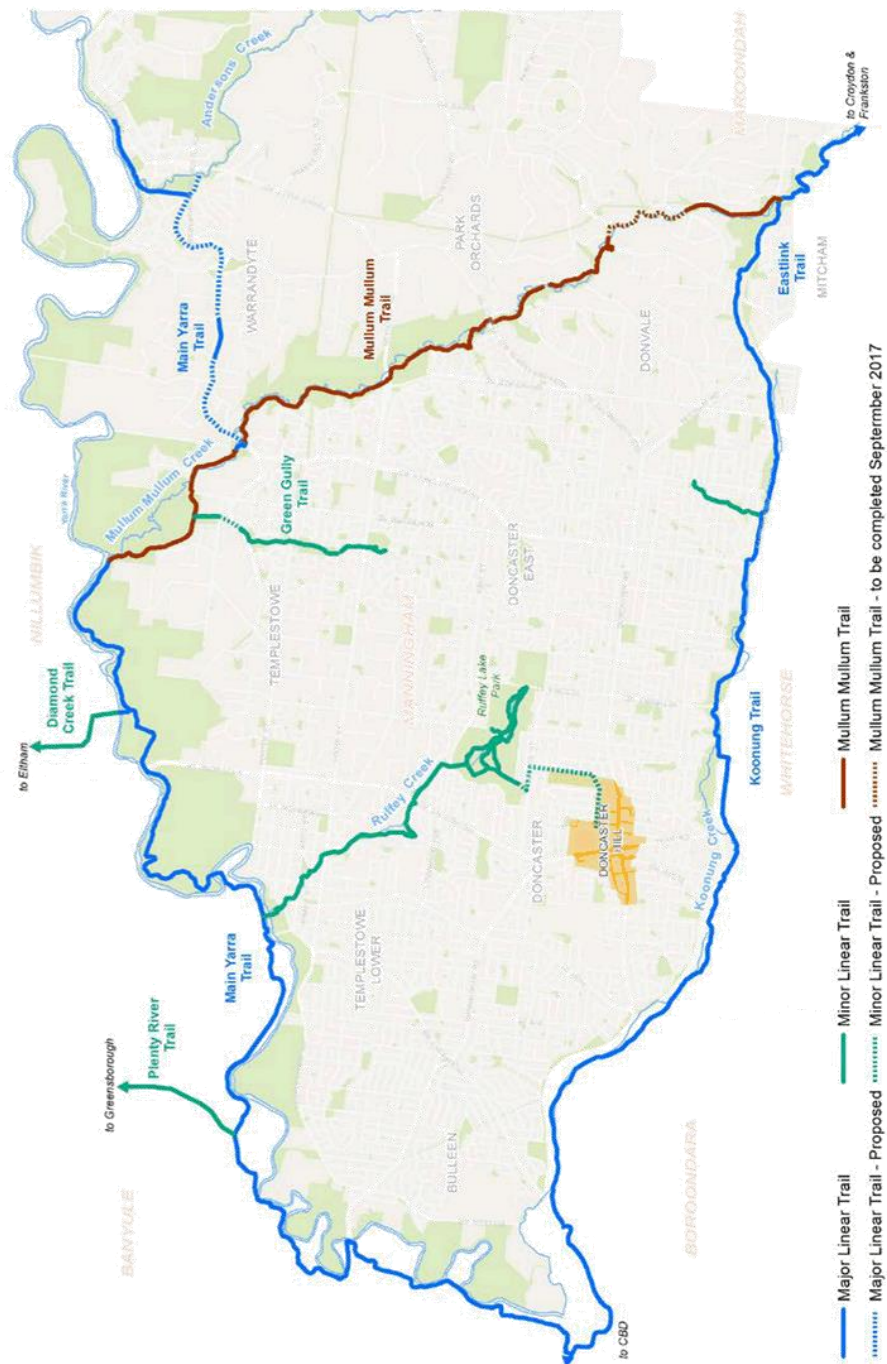 to Croydon &
Frankston
MAROONDAH
Andersons Creek
PARK
ORCHARDS
WARRANDYTE
Main Yarra
Trail
Mullum Mullum
Trail
DONVALE
Eastlink
Trail
MITCHAM
Yarra River
Mullum Mullum Creek
Green Gully
Trail
NILLUMBIK
TEMPLESTOWE
DONCASTER
EAST
MANNINGHAM
Diamond
Creek Trail
to Eltham
Ruffey Lake
Park
Ruffey Creek
DONCASTER
DONCASTER
HILL
Koonung Trail
WHITEHORSE
Koonung Creek
Main Yarra
Trail
TEMPLESTOWE
LOWER
Plenty River
Trail
to Greensborough
BANYULE
BULLEEN
BOROONDARA
to CBD
Major Linear Trail
Minor Linear Trail
Mullum Mullum Trail
Major Linear Trail - Proposed
Minor Linear Trail - Proposed
Mullum Mullum Trail - to be completed Septermber 2017